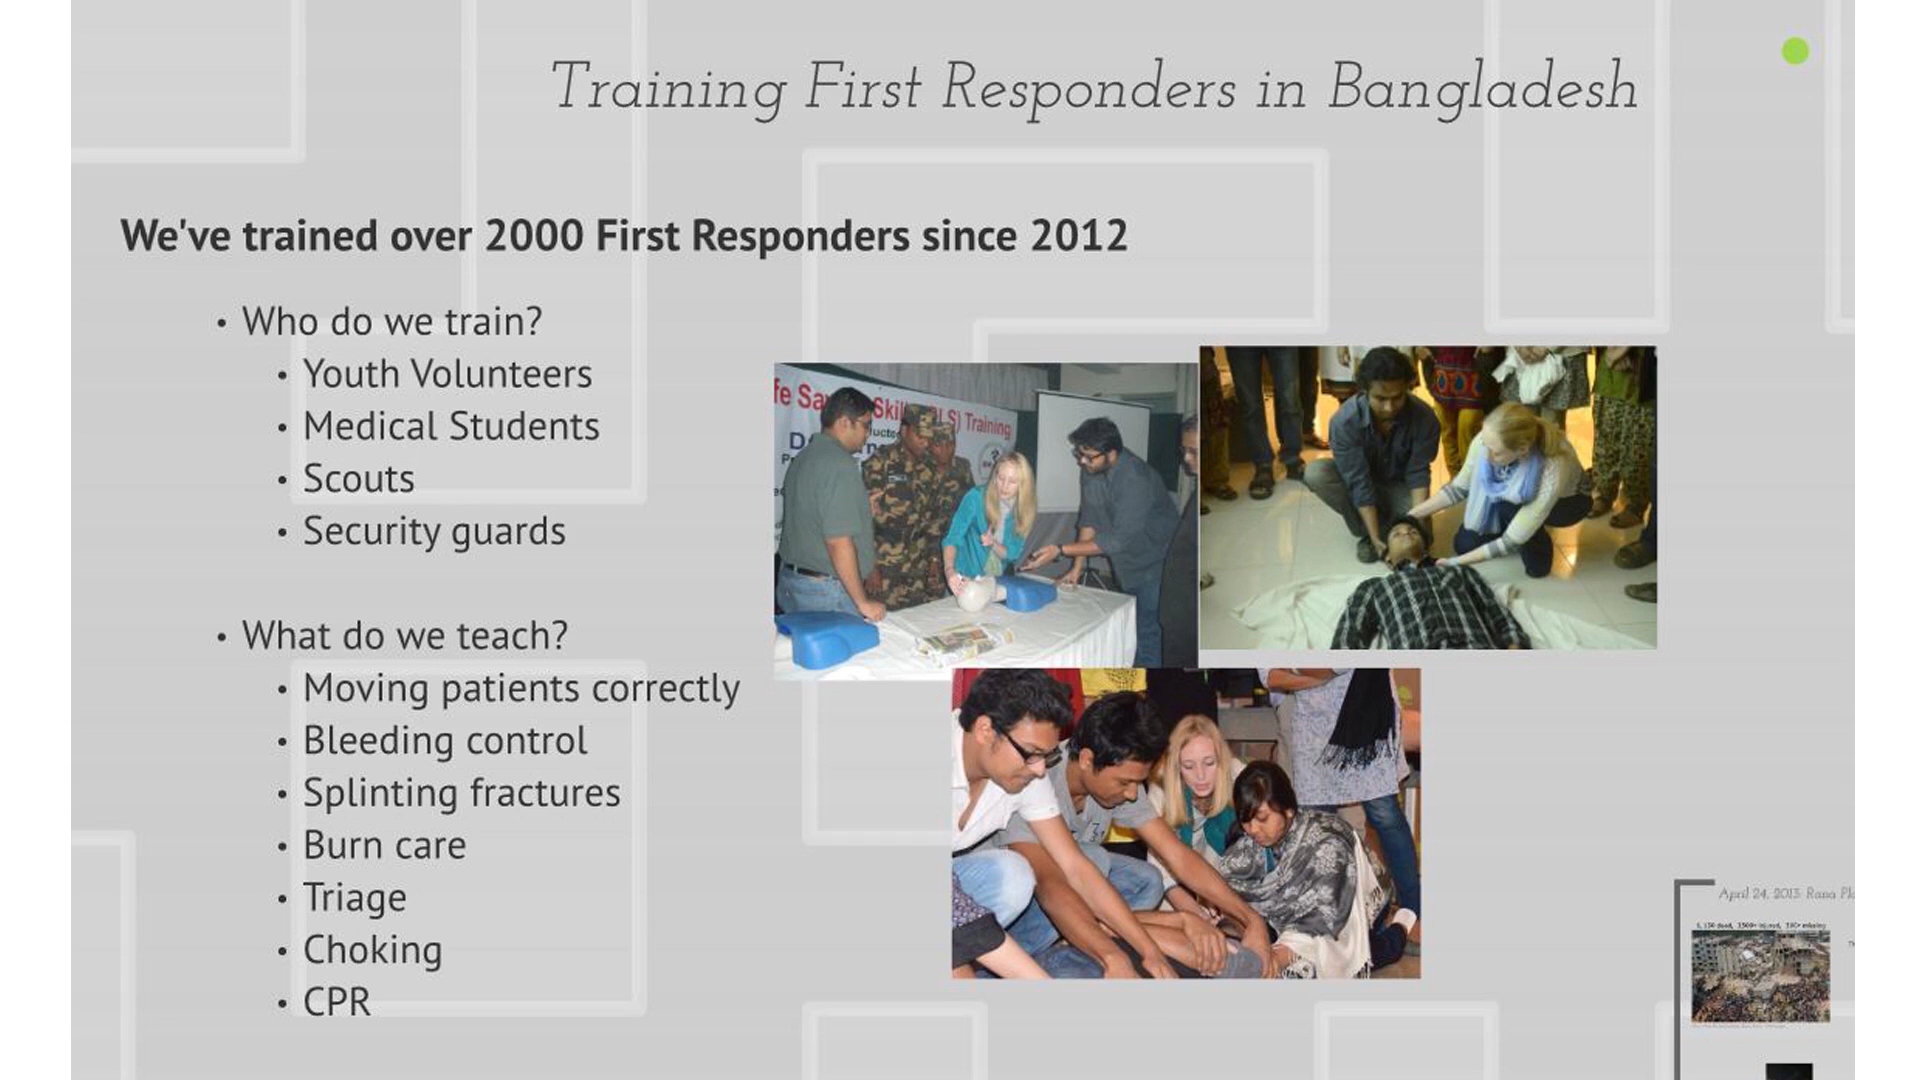 Training First Responders in Bangladesh
We've trained over 2000 First Responders since 2012
• Who do we train?
• Youth Volunteers
• Medical Students
• Scouts
• Security guards
• What do we teach?
• Moving patients correctly
• Bleeding control
• Splinting fractures
• Burn care
• Triage
• Choking
• CPR
Training
April 24, 2013: Rana